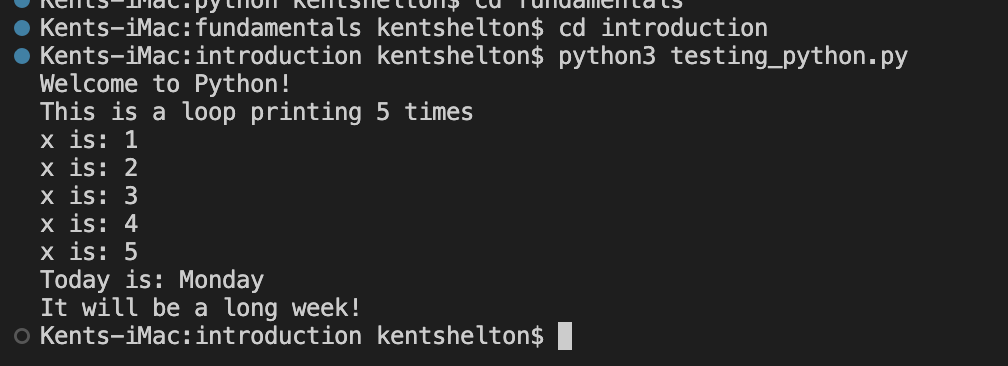 Kents-iMac:python kentshelton$ cd fundamentals
Kents-iMac:fundamentals kentshelton$ cd introduction
Kents-iMac:introduction kentshelton$ python3 testing_python.py
Welcome to Python!
This is a loop printing 5 times
x is: 1
x is: 2
x is: 3
x is: 4
x is: 5
Today is: Monday
It will be a long week!
Kents-iMac:introduction kentshelton$